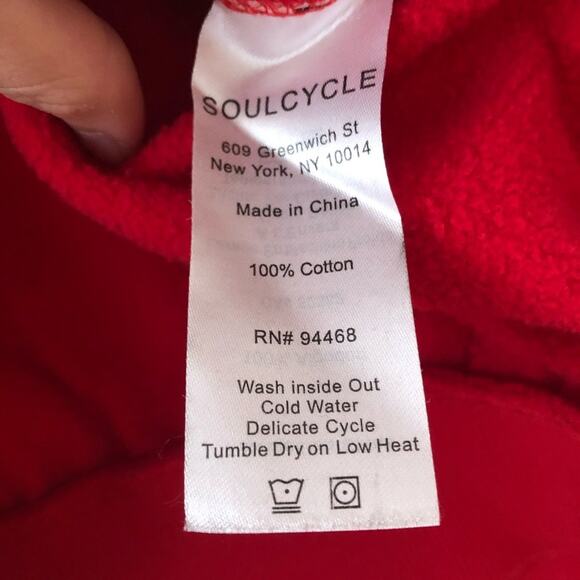 SOULCYCLE
609 Greenwich St
New York, NY 10014
Made in China
100% Cotton
RN# 94468
Wash inside Out
Cold Water
Delicate Cycle
Tumble Dry on Low Heat